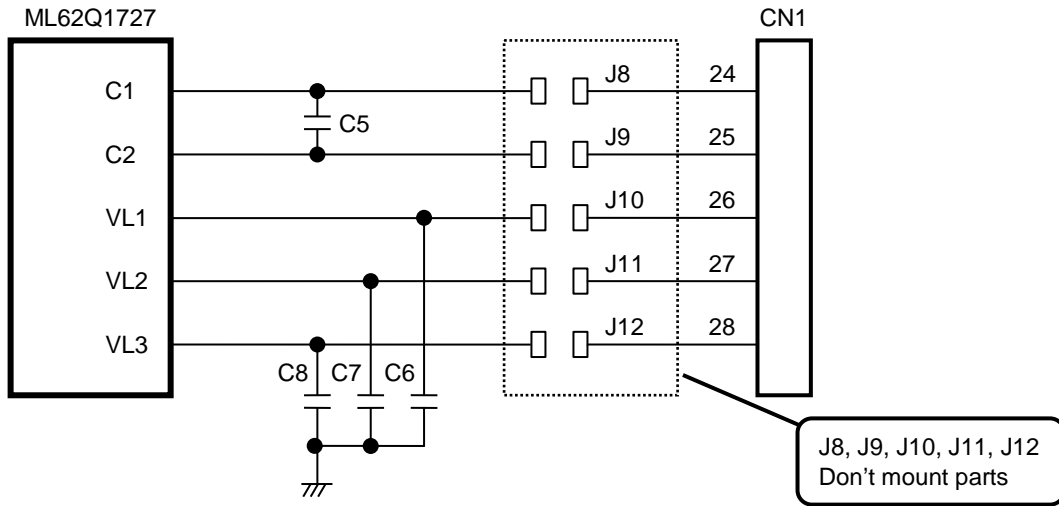 ML62Q1727
CN1
C1
J8
24
C5
C2
J9
25
VL1
J10
26
VL2
J11
27
VL3
J12
28
C8
C7
C6
J8, J9, J10, J11, J12
Don't mount parts